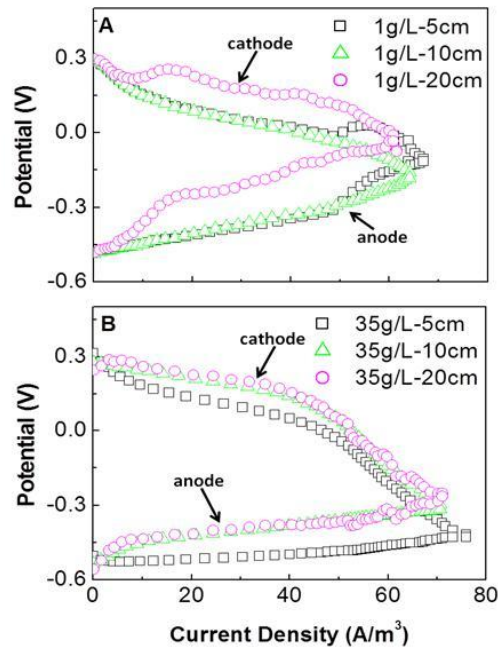 A
cathode
1g/L-5cm
1g/L-10cm
1g/L-20cm
0.3
0.0
-0.3
-0.6
Potential (V)
anode
B
cathode
35g/L-5cm
35g/L-10cm
35g/L-20cm
0.3
0.0
-0.3
-0.6
Potential (V)
anode
0 20 40 60 80
Current Density (A/m³)